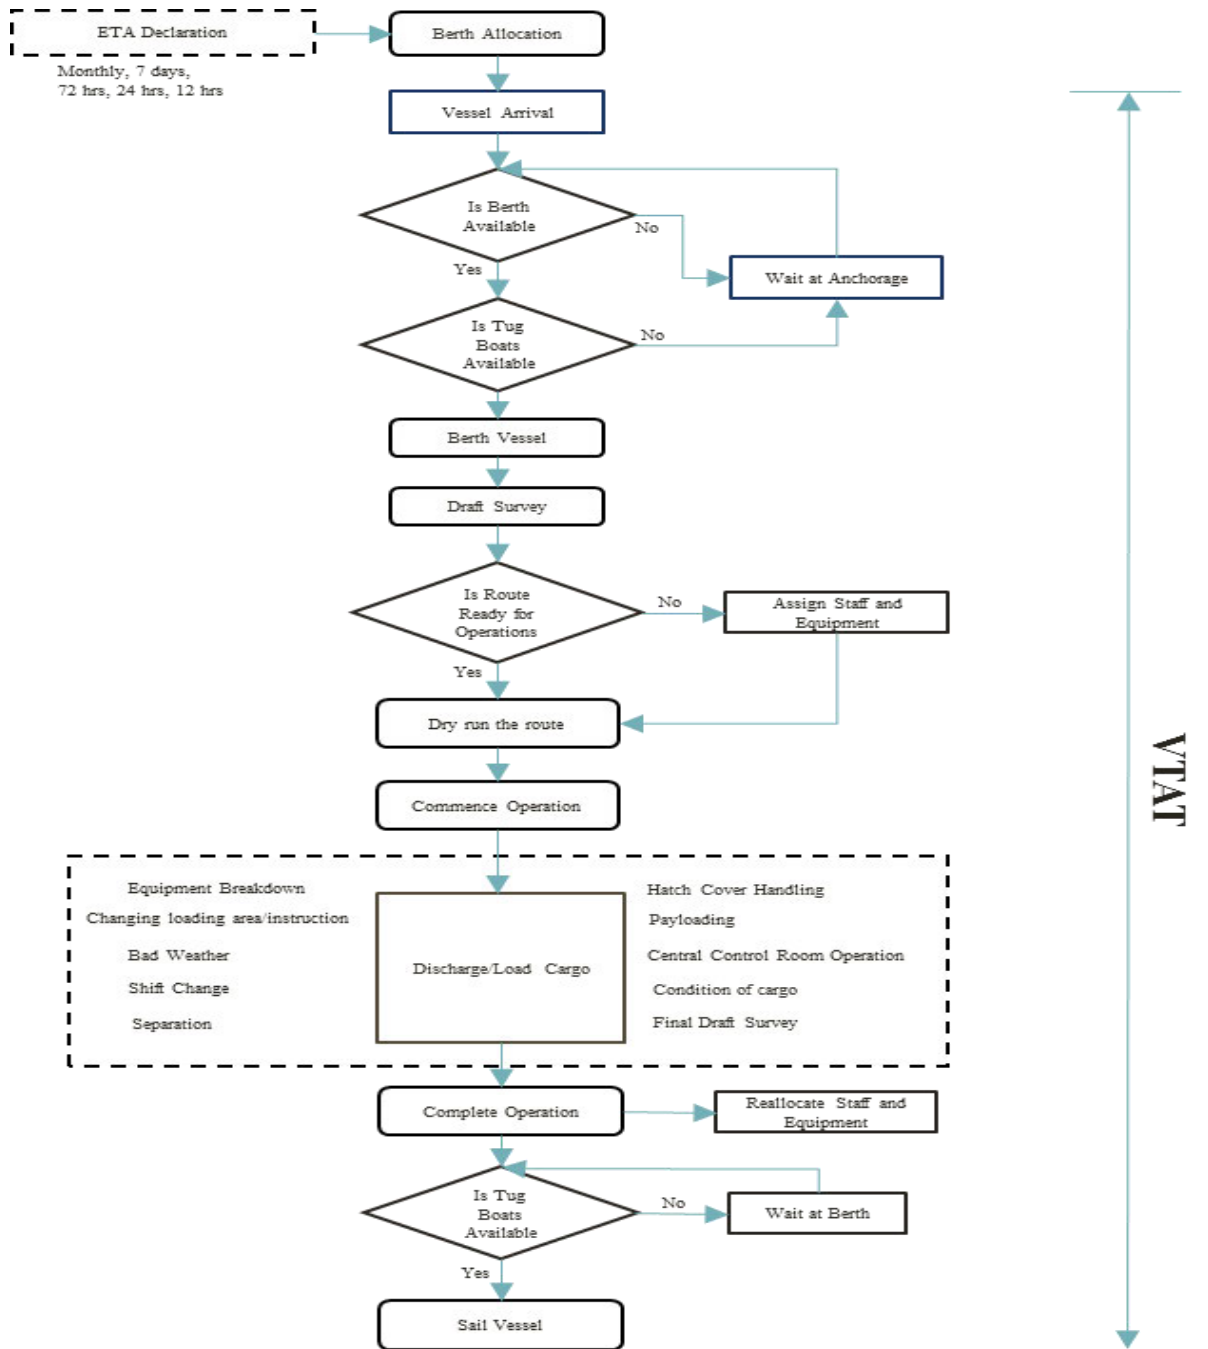 ETA Declaration
Berth Allocation
Monthly, 7 days,
72 hrs, 24 hrs, 12 hrs
Vessel Arrival
Is Berth
Available
No
Yes
Wait at Anchorage
Is Tug
Boats
Available
No
Berth Vessel
Draft Survey
Is Route
Ready for
Operations
No
Assign Staff and
Equipment
Yes
Dry run the route
VTAT
Commence Operation
Equipment Breakdown
Changing loading area/instruction
Bad Weather
Shift Change
Separation
Discharge/Load Cargo
Hatch Cover Handling
Payloading
Central Control Room Operation
Condition of cargo
Final Draft Survey
Complete Operation
Reallocate Staff and
Equipment
Is Tug
Boats
Available
No
Wait at Berth
Yes
Sail Vessel